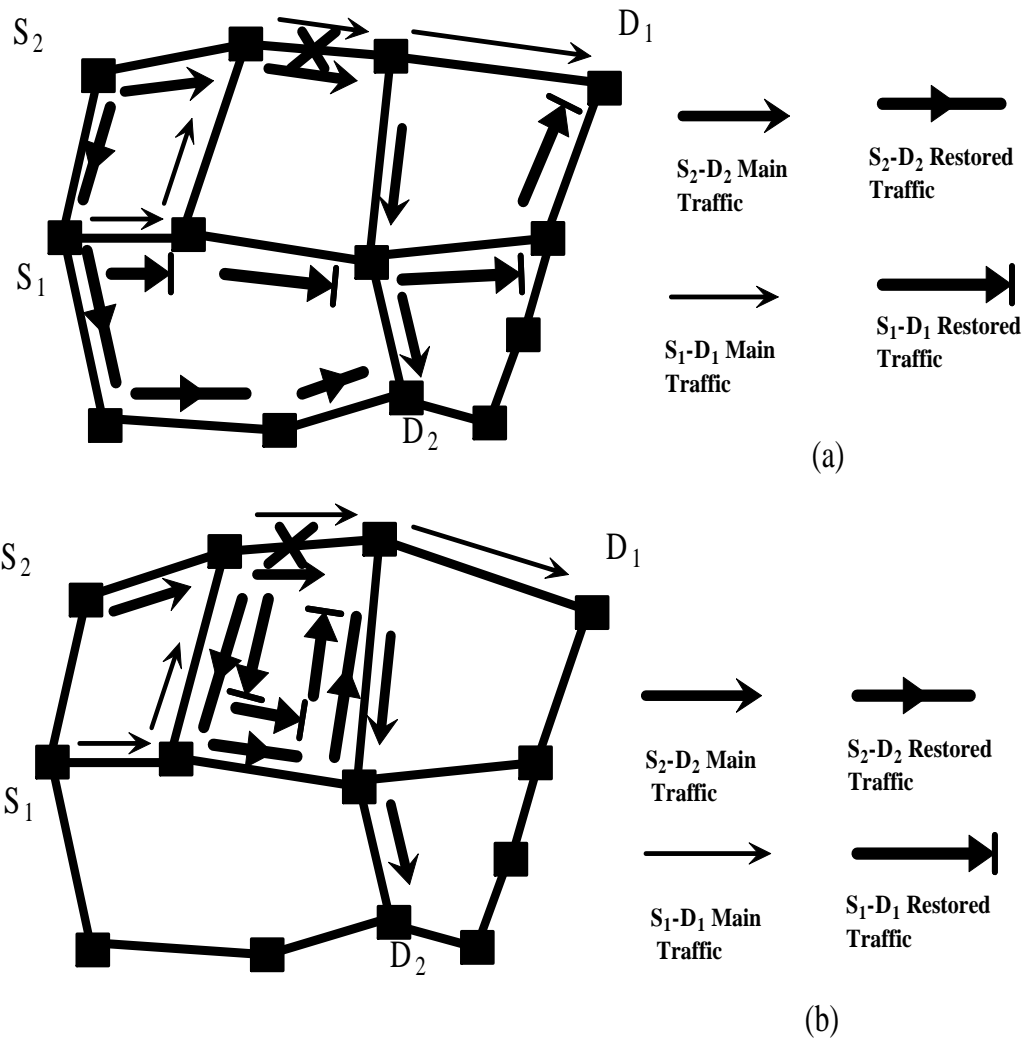 S2
D1
S2-D2 Main
Traffic
S2-D2 Restored
Traffic
S1
S1-D1 Main
Traffic
S1-D1 Restored
Traffic
D2
(a)
S2
D1
S2-D2 Main
Traffic
S2-D2 Restored
Traffic
S1
S1-D1 Main
Traffic
S1-D1 Restored
Traffic
D2
(b)